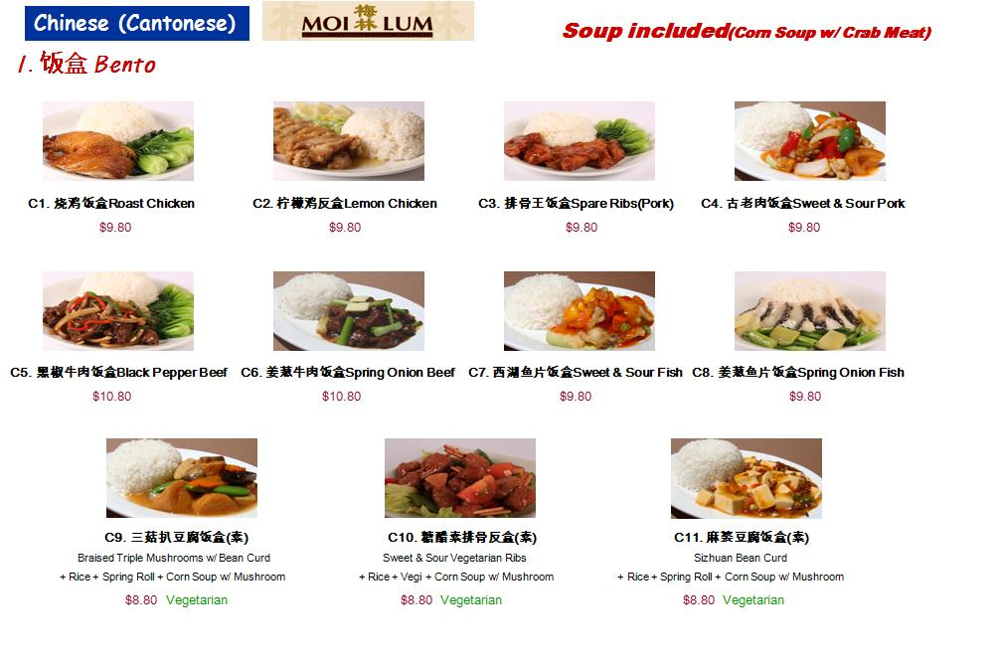 Chinese (Cantonese)
MOI 梅林 LUM
Soup included(Corn Soup w/ Crab Meat)
1. 饭盒 Bento
C1. 烧鸡饭盒Roast Chicken
$9.80
C2. 柠檬鸡反盒Lemon Chicken
$9.80
C3. 排骨王饭盒Spare Ribs(Pork)
$9.80
C4. 古老肉饭盒Sweet & Sour Pork
$9.80
C5. 黑椒牛肉饭盒Black Pepper Beef
$10.80
C6. 姜葱牛肉饭盒Spring Onion Beef
$10.80
C7. 西湖鱼片饭盒Sweet & Sour Fish
$9.80
C8. 姜葱鱼片饭盒Spring Onion Fish
$9.80
C9. 三菇扒豆腐饭盒(素)
Braised Triple Mushrooms w/ Bean Curd
+ Rice + Spring Roll + Corn Soup w/ Mushroom
$8.80 Vegetarian
C10. 糖醋素排骨反盒(素)
Sweet & Sour Vegetarian Ribs
+ Rice + Vegi + Corn Soup w/ Mushroom
$8.80 Vegetarian
C11. 麻婆豆腐饭盒(素)
Sizhuan Bean Curd
+ Rice + Spring Roll + Corn Soup w/ Mushroom
$8.80 Vegetarian